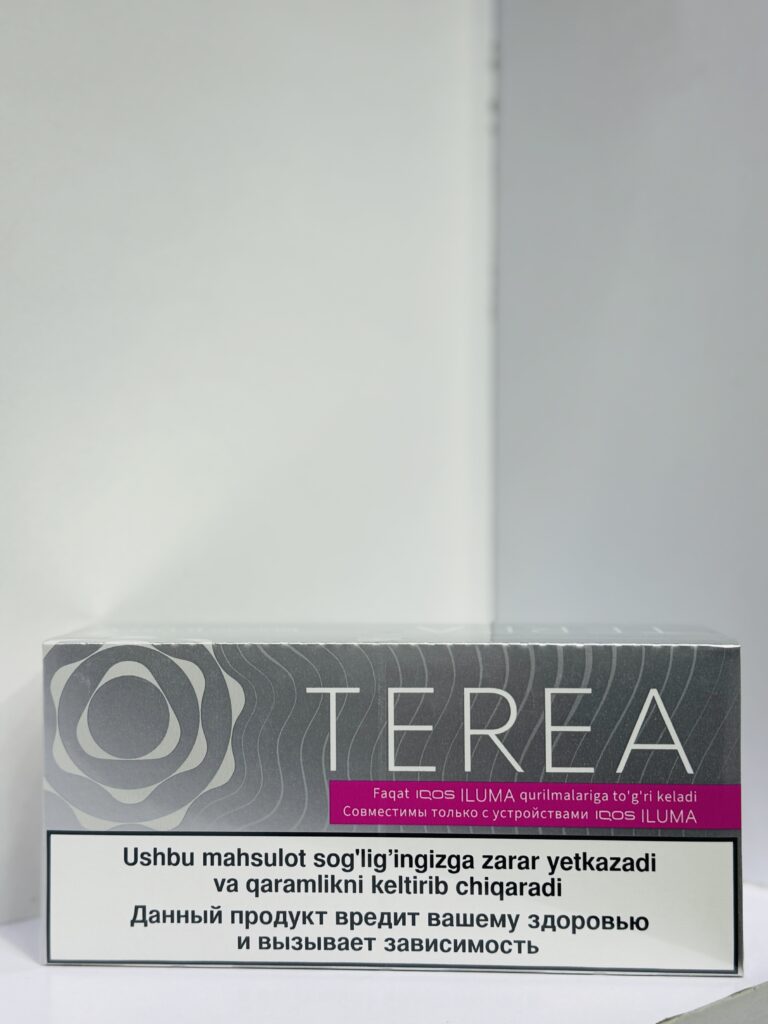 TEREA
Faqat IQOS ILUMA qurilmalariga to'g'ri keladi
Совместимы только с устройствами IQOS ILUMA
Ushbu mahsulot sog'lig’ingizga zarar yetkazadi
va qaramlikni keltirib chiqaradi
Данный продукт вредит вашему здоровью
и вызывает зависимость